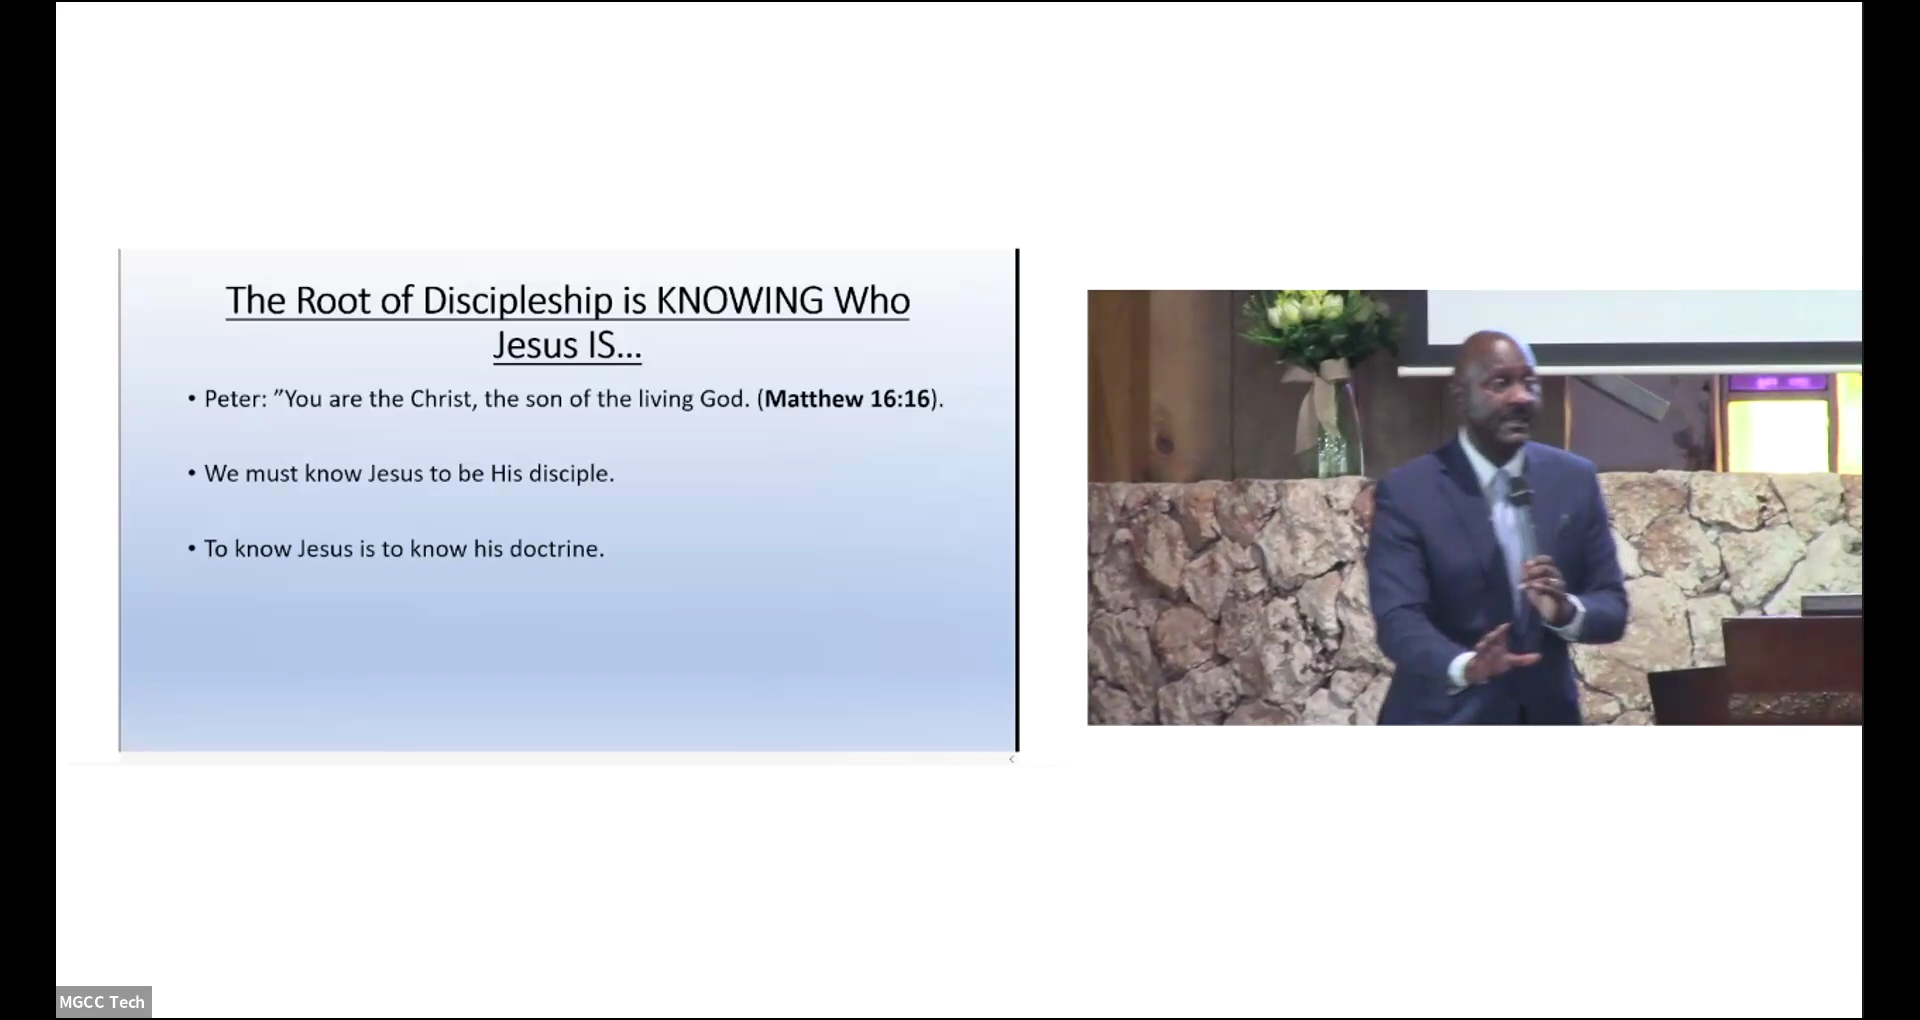 The Root of Discipleship is KNOWING Who
Jesus IS...
• Peter: ”You are the Christ, the son of the living God. (Matthew 16:16).
• We must know Jesus to be His disciple.
• To know Jesus is to know his doctrine.
MGCC Tech